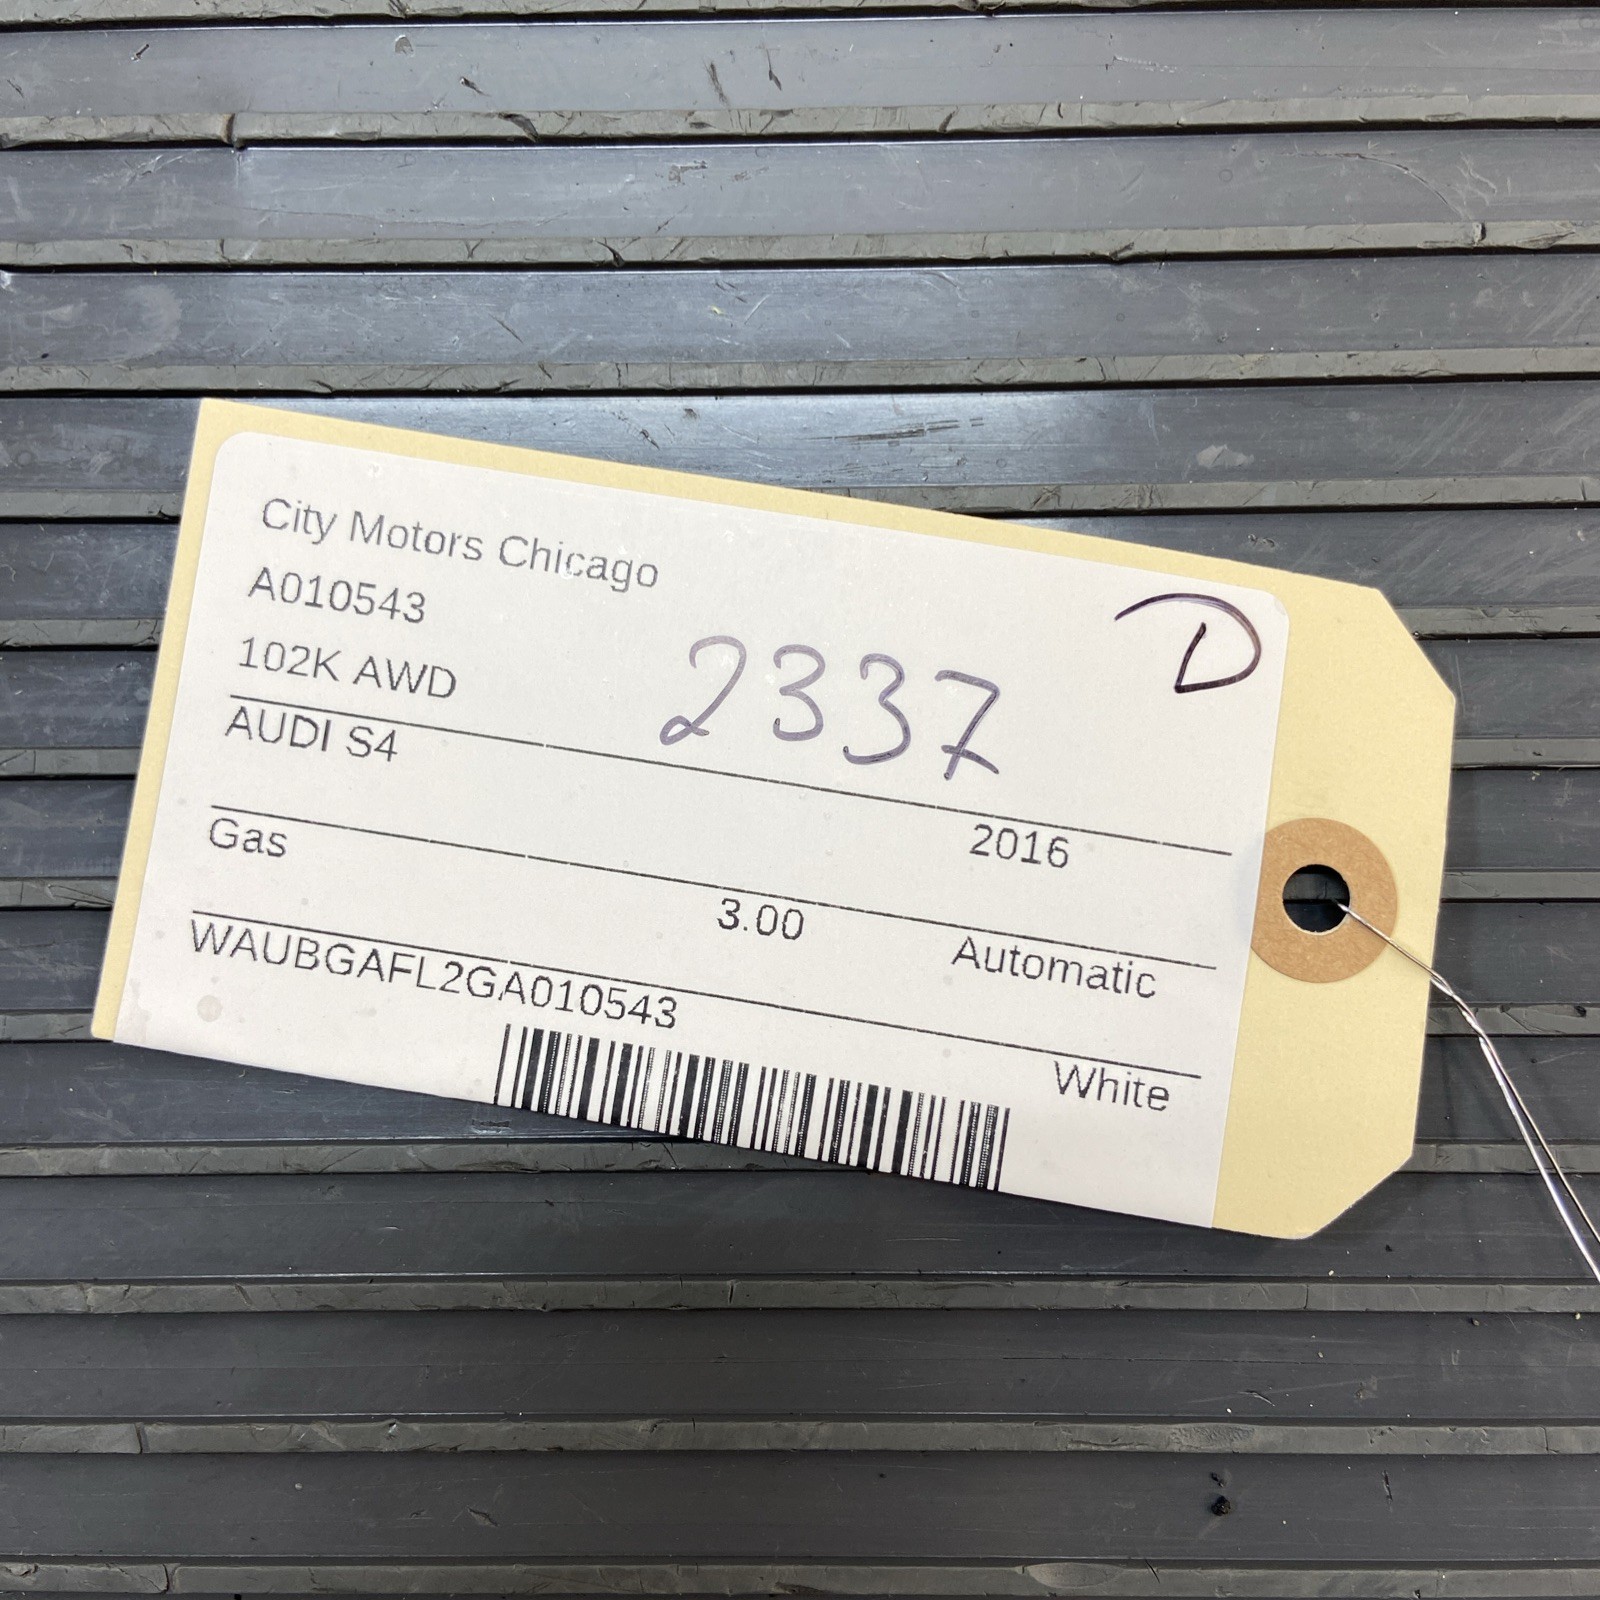 City Motors Chicago
A010543
D
102K AWD
2337
AUDI S4
2016
Gas
3.00
Automatic
WAUBGAFL2GA010543
White